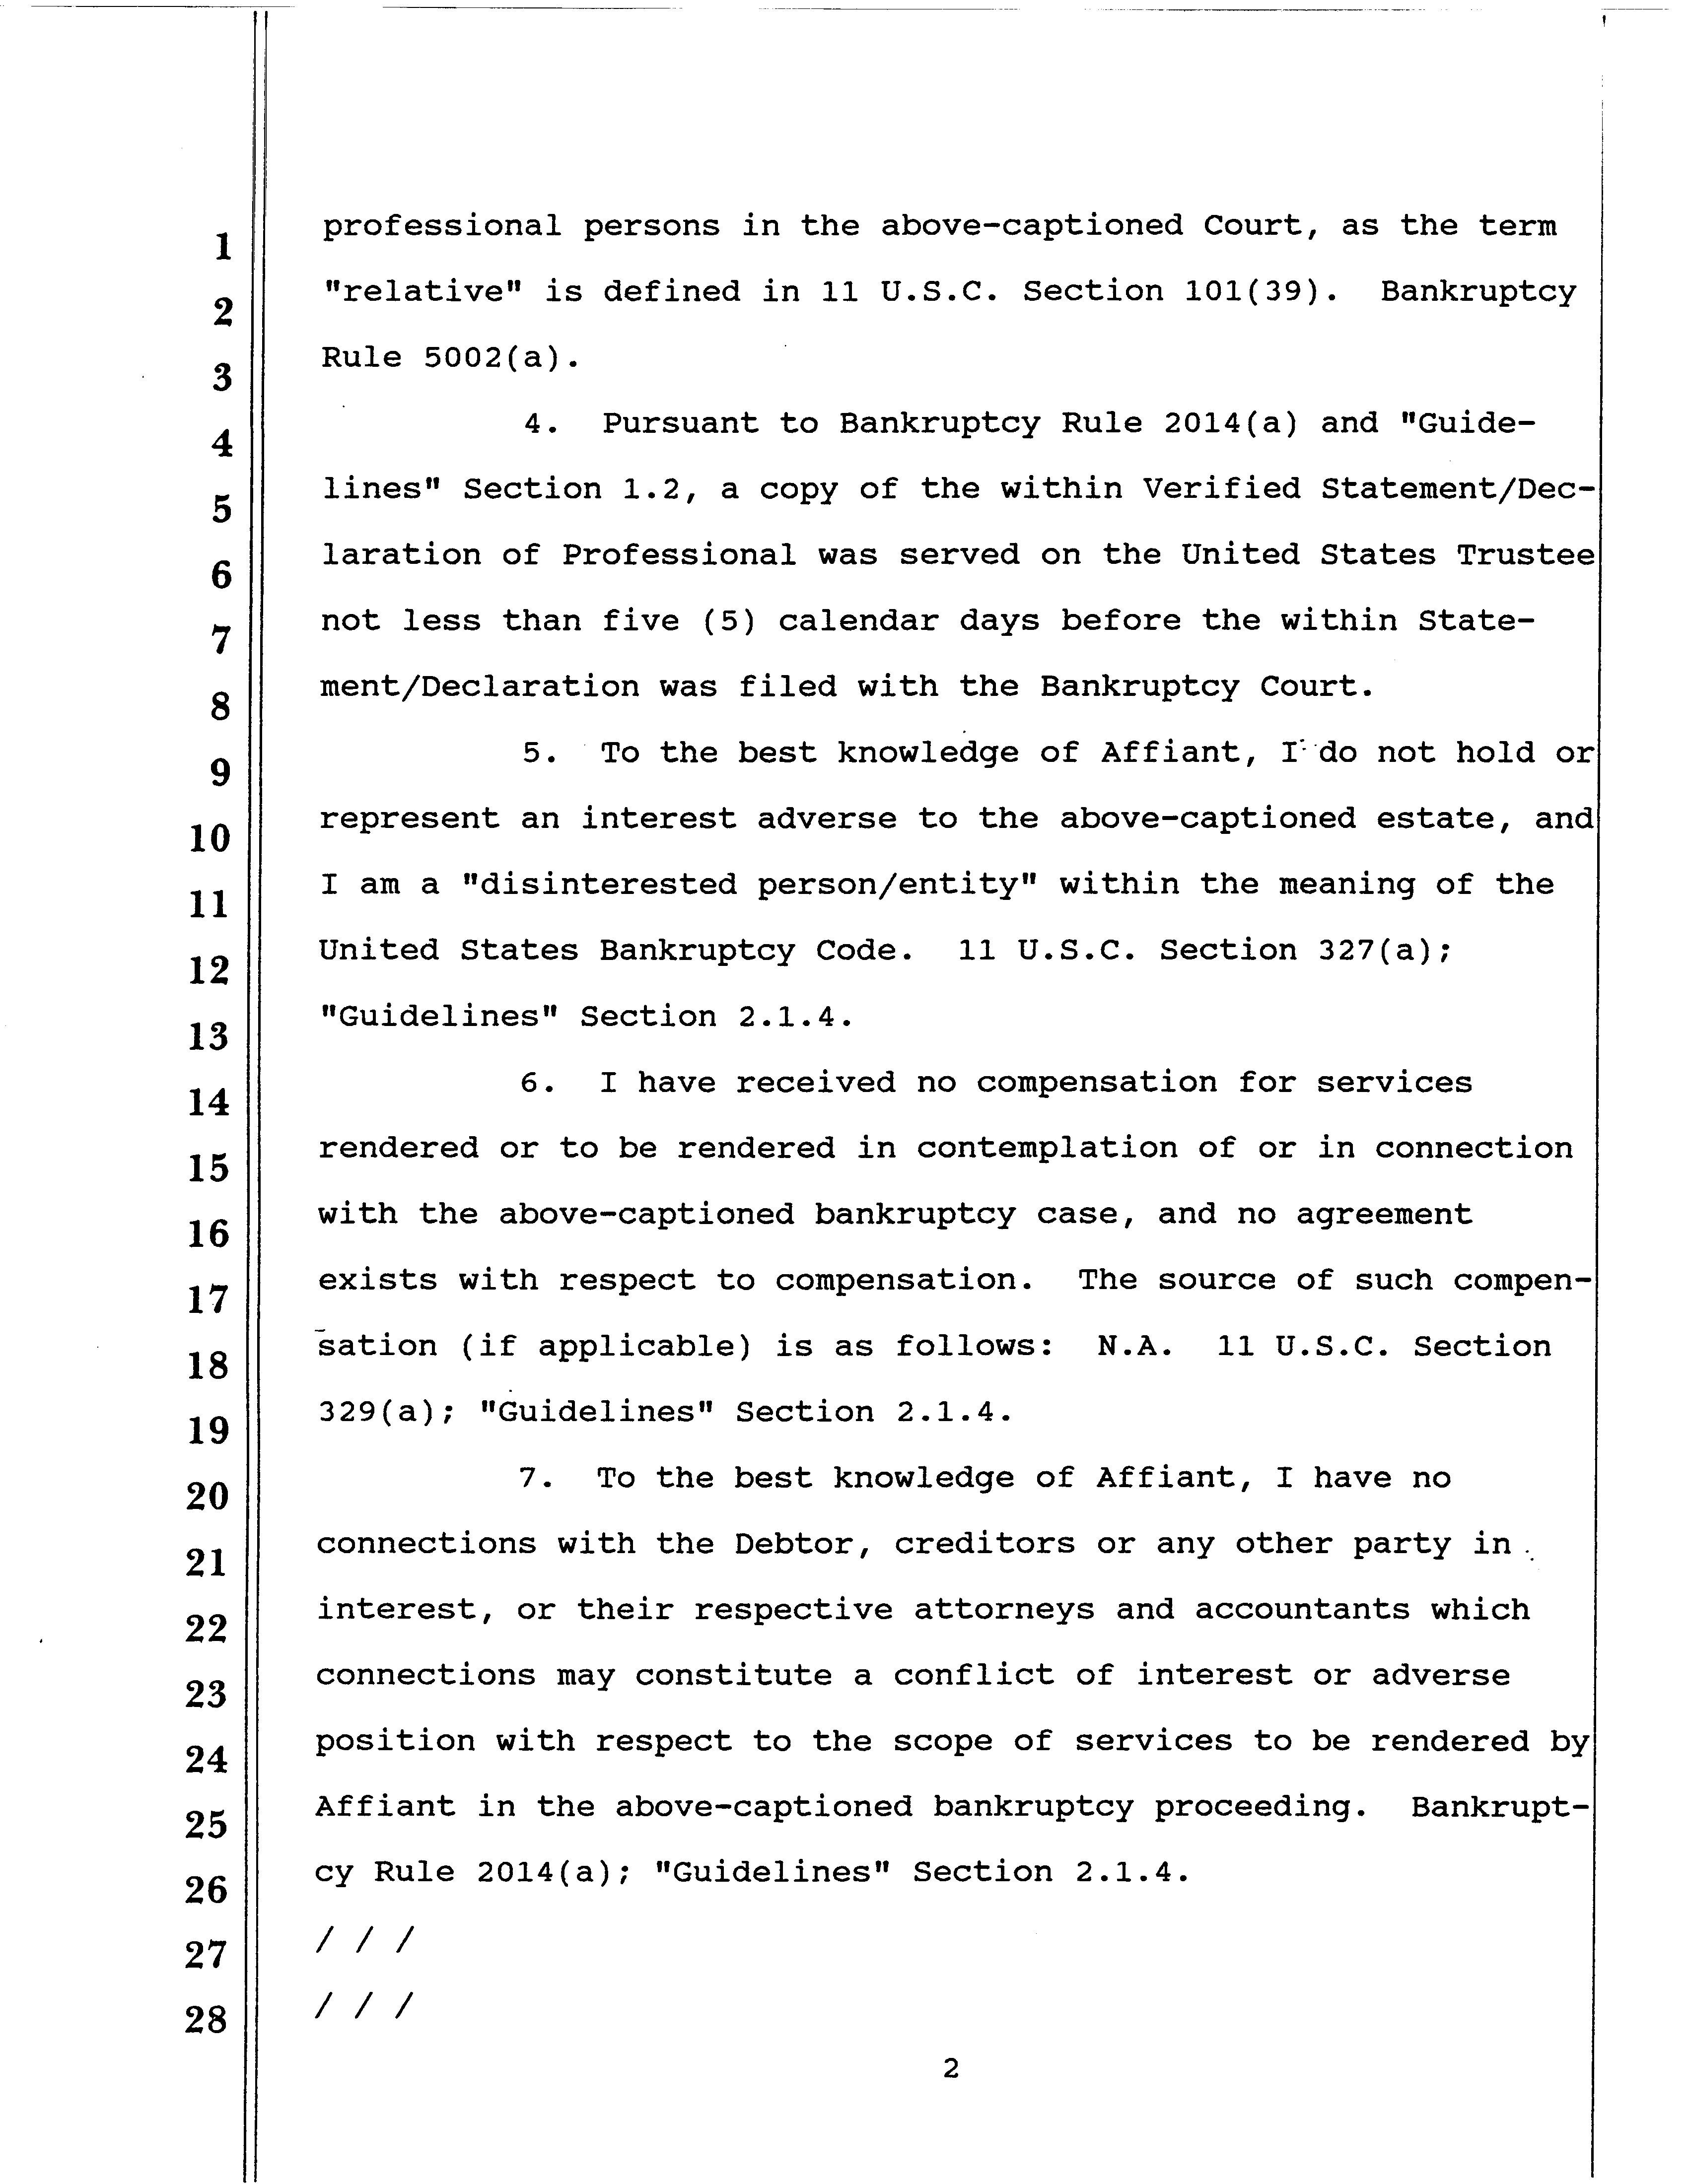 1 professional persons in the above-captioned Court, as the term
2 "relative" is defined in 11 U.S.C. Section 101(39). Bankruptcy
3 Rule 5002(a).
4 4. Pursuant to Bankruptcy Rule 2014(a) and "Guide-
5 lines" Section 1.2, a copy of the within Verified Statement/Dec-
6 laration of Professional was served on the United States Trustee
7 not less than five (5) calendar days before the within State-
8 ment/Declaration was filed with the Bankruptcy Court.
9 5. To the best knowledge of Affiant, I do not hold or
10 represent an interest adverse to the above-captioned estate, and
11 I am a "disinterested person/entity" within the meaning of the
12 United States Bankruptcy Code. 11 U.S.C. Section 327(a);
13 "Guidelines" Section 2.1.4.
14 6. I have received no compensation for services
15 rendered or to be rendered in contemplation of or in connection
16 with the above-captioned bankruptcy case, and no agreement
17 exists with respect to compensation. The source of such compen-
18 sation (if applicable) is as follows: N.A. 11 U.S.C. Section
19 329(a); "Guidelines" Section 2.1.4.
20 7. To the best knowledge of Affiant, I have no
21 connections with the Debtor, creditors or any other party in
22 interest, or their respective attorneys and accountants which
23 connections may constitute a conflict of interest or adverse
24 position with respect to the scope of services to be rendered by
25 Affiant in the above-captioned bankruptcy proceeding. Bankrupt-
26 cy Rule 2014(a); "Guidelines" Section 2.1.4.
27 / / /
28 / / /
2